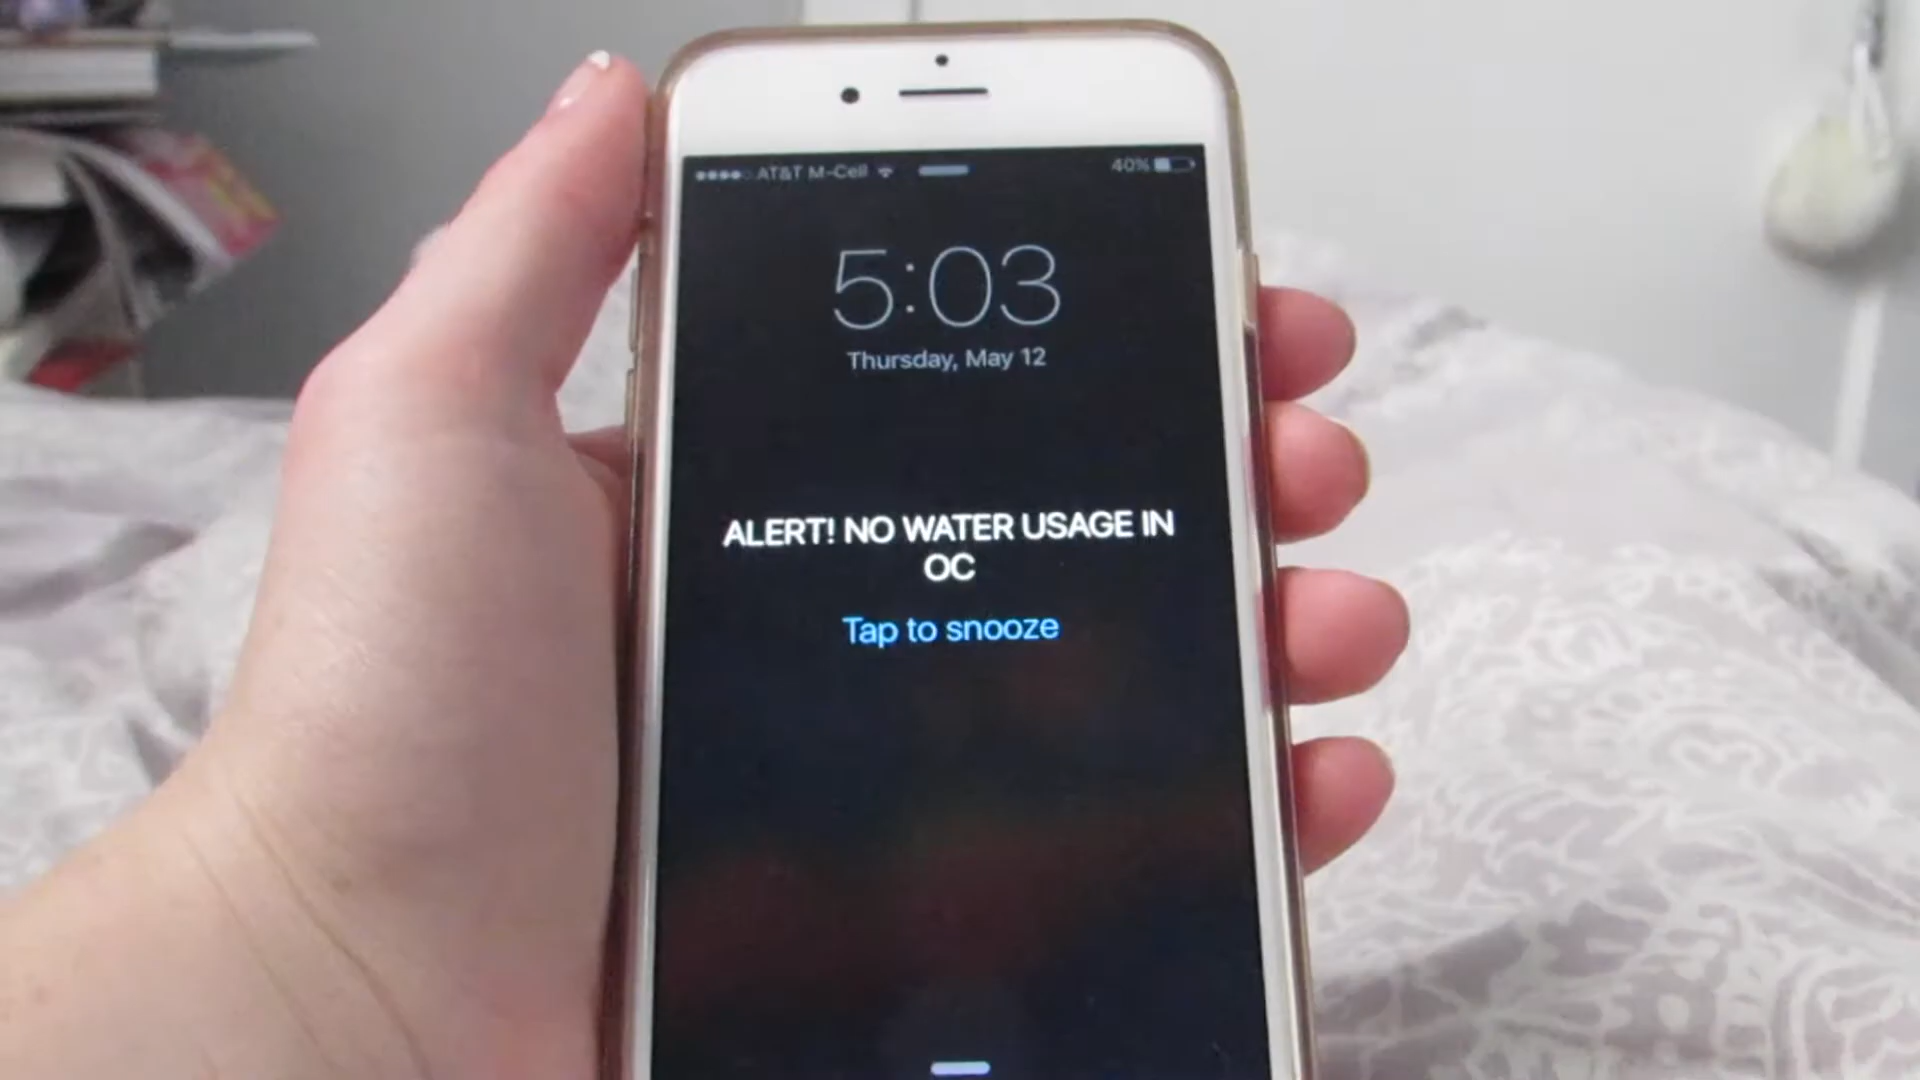 AT&T M-Cell 40%
5:03
Thursday, May 12
ALERT! NO WATER USAGE IN
OC
Tap to snooze